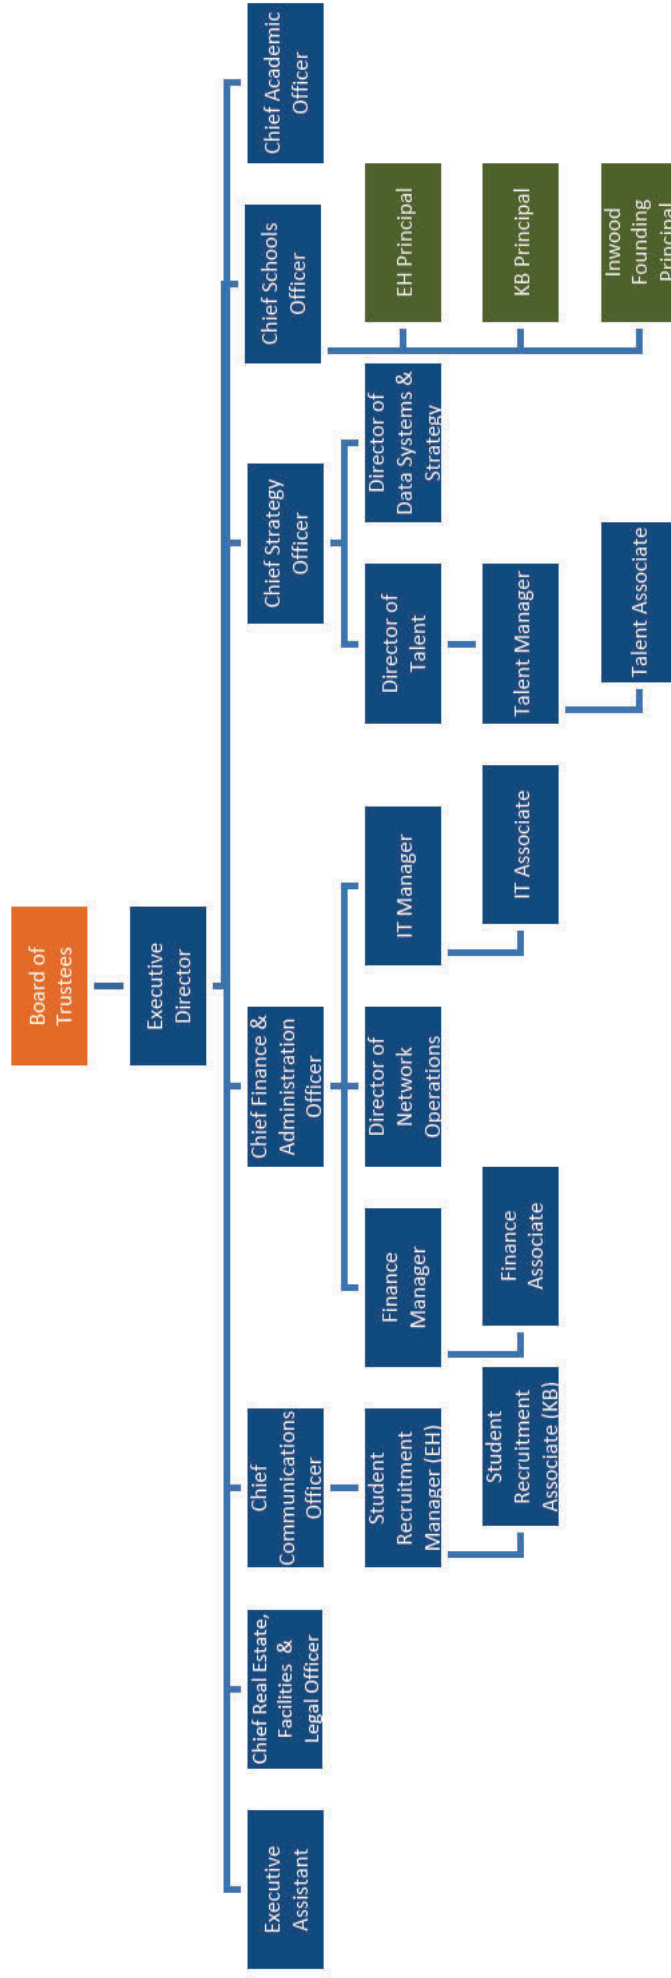 Board of
Trustees
Executive
Director
Executive
Assistant
Chief Real Estate,
Facilities &
Legal Officer
Chief
Communications
Officer
Chief Finance &
Administration
Officer
Chief Strategy
Officer
Chief Schools
Officer
Chief Academic
Officer
Student
Recruitment
Manager (EH)
Finance
Manager
Director of
Network
Operations
IT Manager
Director of
Talent
Director of
Data Systems &
Strategy
EH Principal
Student
Recruitment
Associate (KB)
Finance
Associate
IT Associate
Talent Manager
KB Principal
Talent Associate
Inwood
Founding
Principal